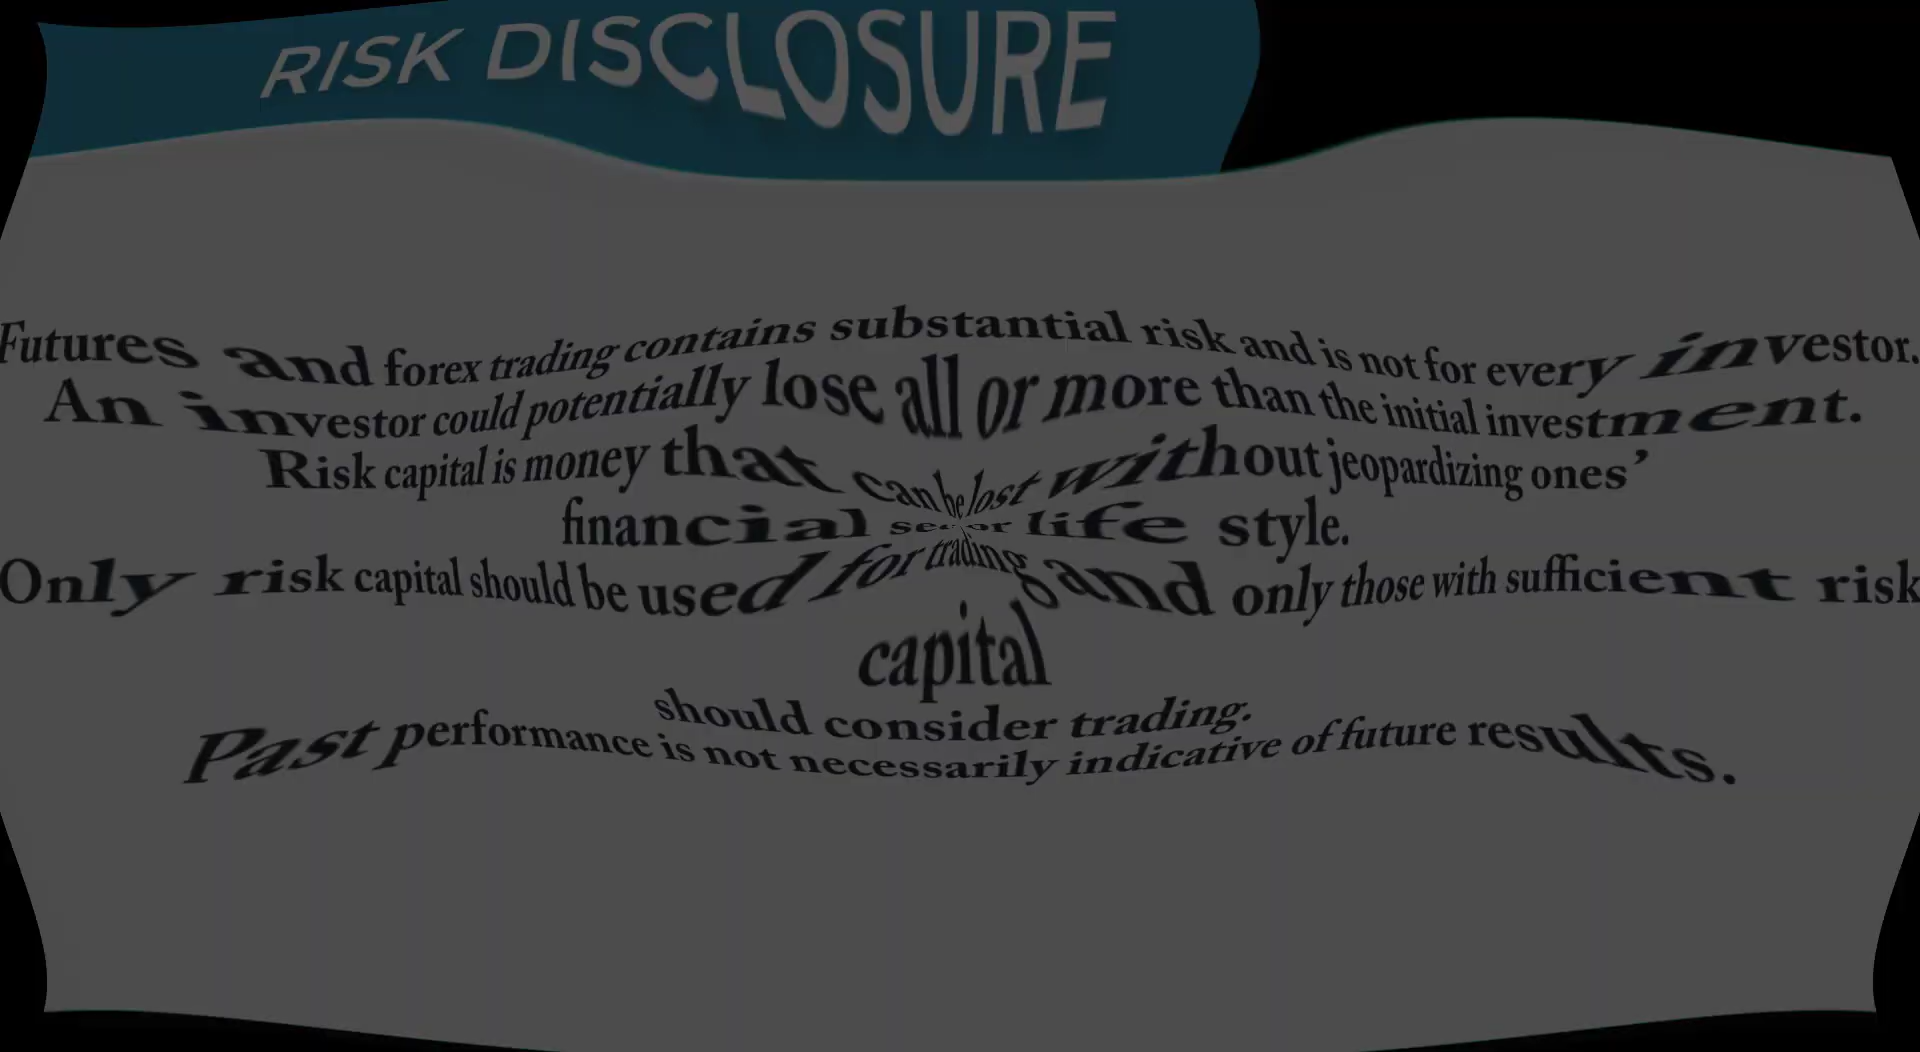 RISK DISCLOSURE
Futures and forex trading contains substantial risk and is not for every investor.
An investor could potentially lose all or more than the initial investment.
Risk capital is money that can be lost without jeopardizing ones’
financial or life style.
Only risk capital should be used for trading and only those with sufficient risk
capital
should consider trading.
Past performance is not necessarily indicative of future results.